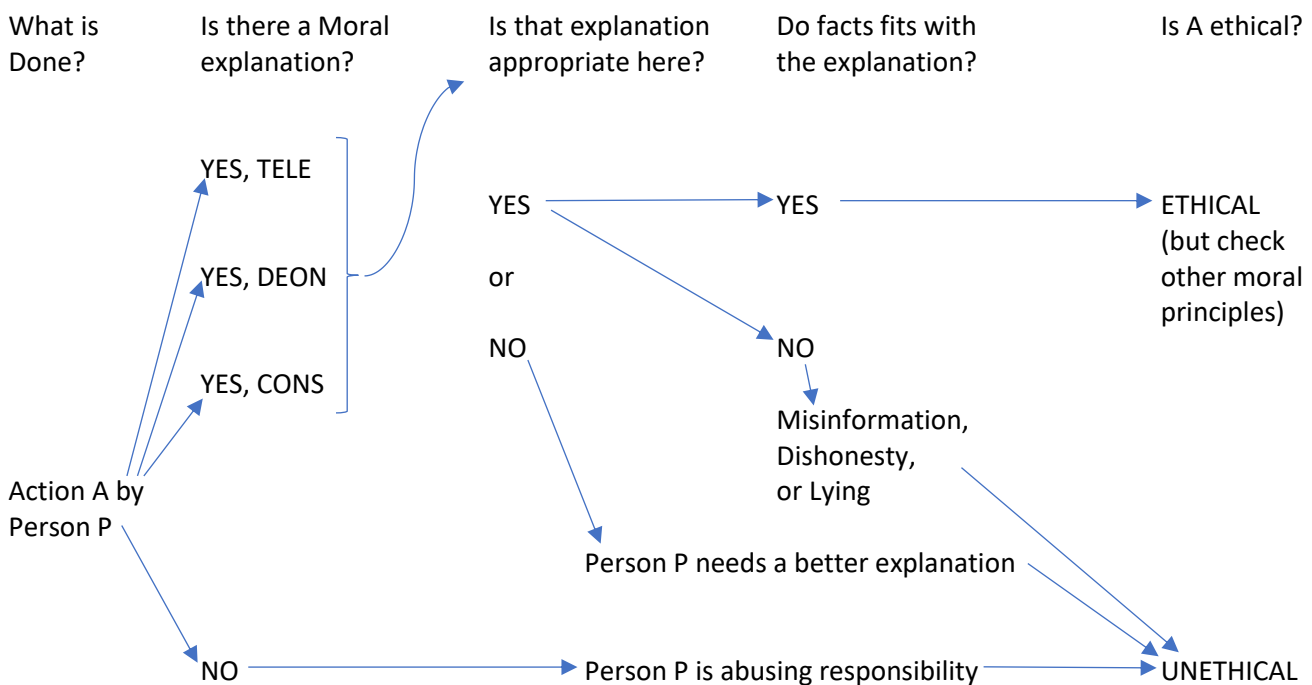 What is
Done?
Is there a Moral
explanation?
Is that explanation
appropriate here?
Do facts fits with
the explanation?
Is A ethical?
YES, TELE
YES, DEON
YES, CONS
Action A by
Person P
NO
YES
or
NO
YES
NO
Misinformation,
Dishonesty,
or Lying
Person P needs a better explanation
Person P is abusing responsibility
ETHICAL
(but check
other moral
principles)
UNETHICAL